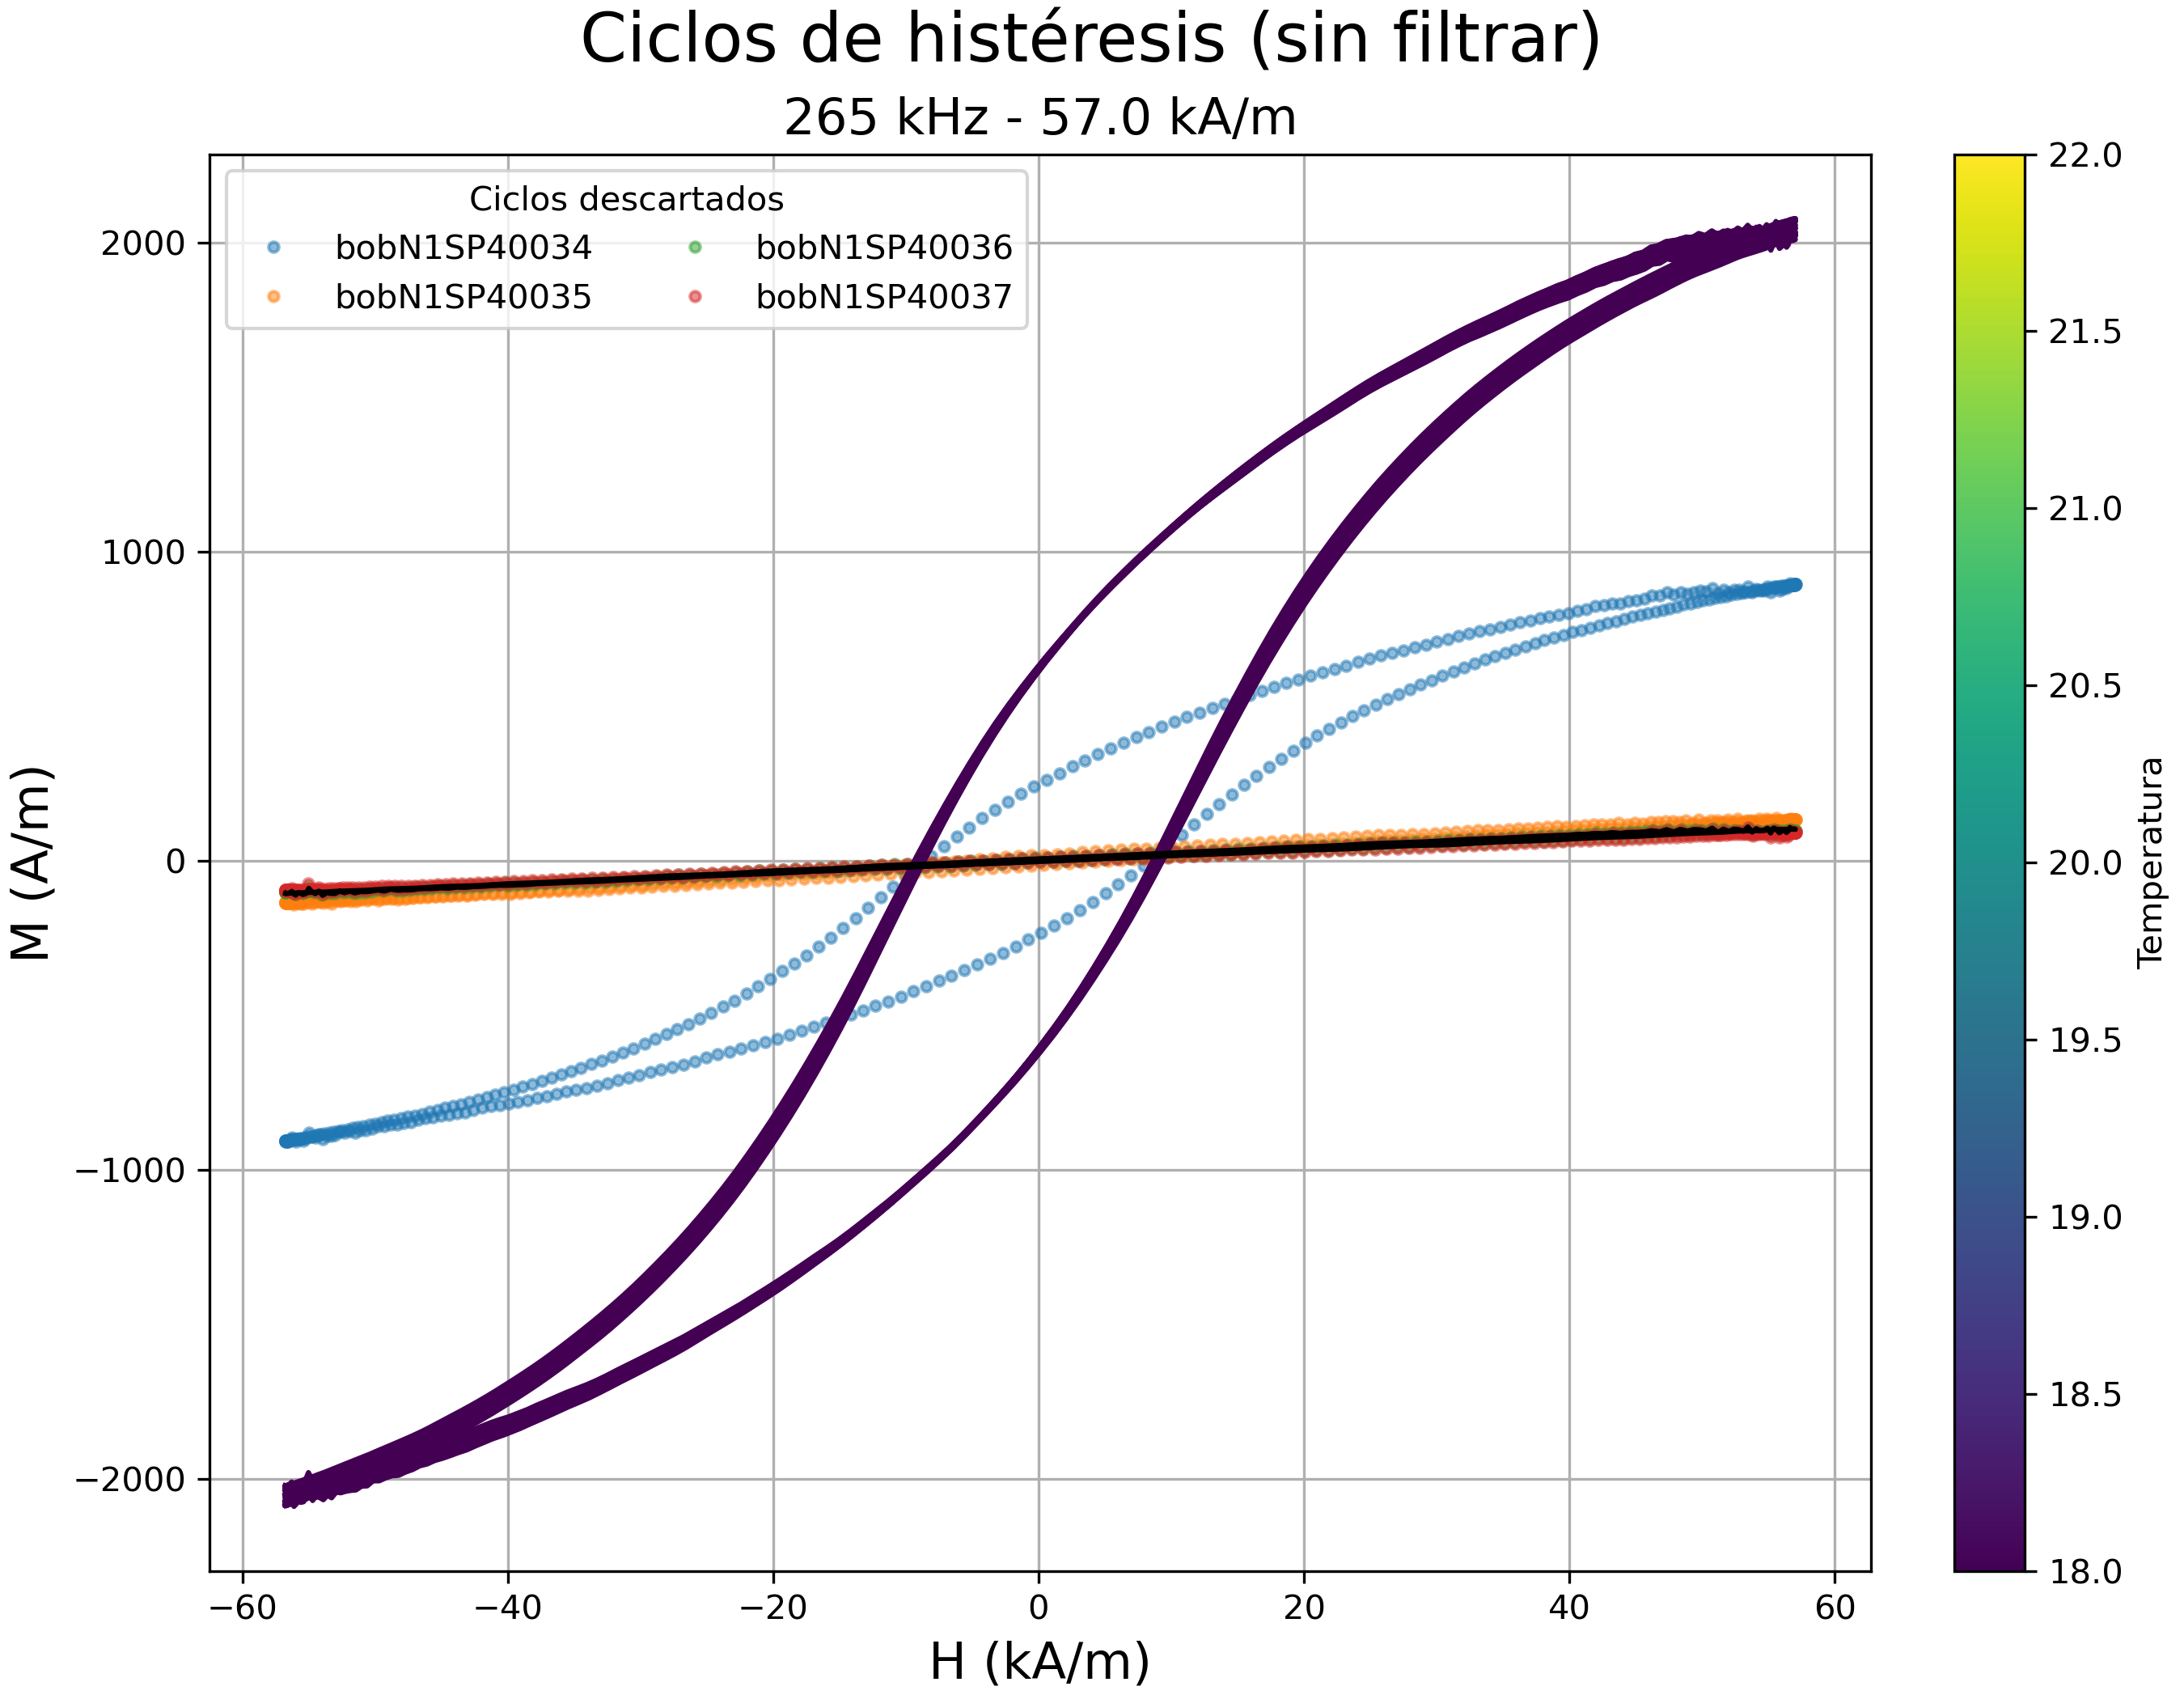 Ciclos de histéresis (sin filtrar)
265 kHz - 57.0 kA/m
Ciclos descartados
bobN1SP40034
bobN1SP40035
bobN1SP40036
bobN1SP40037
M (A/m)
2000
1000
0
−1000
−2000
−60
−40
−20
0
20
40
60
H (kA/m)
22.0
21.5
21.0
20.5
20.0
19.5
19.0
18.5
18.0
Temperatura